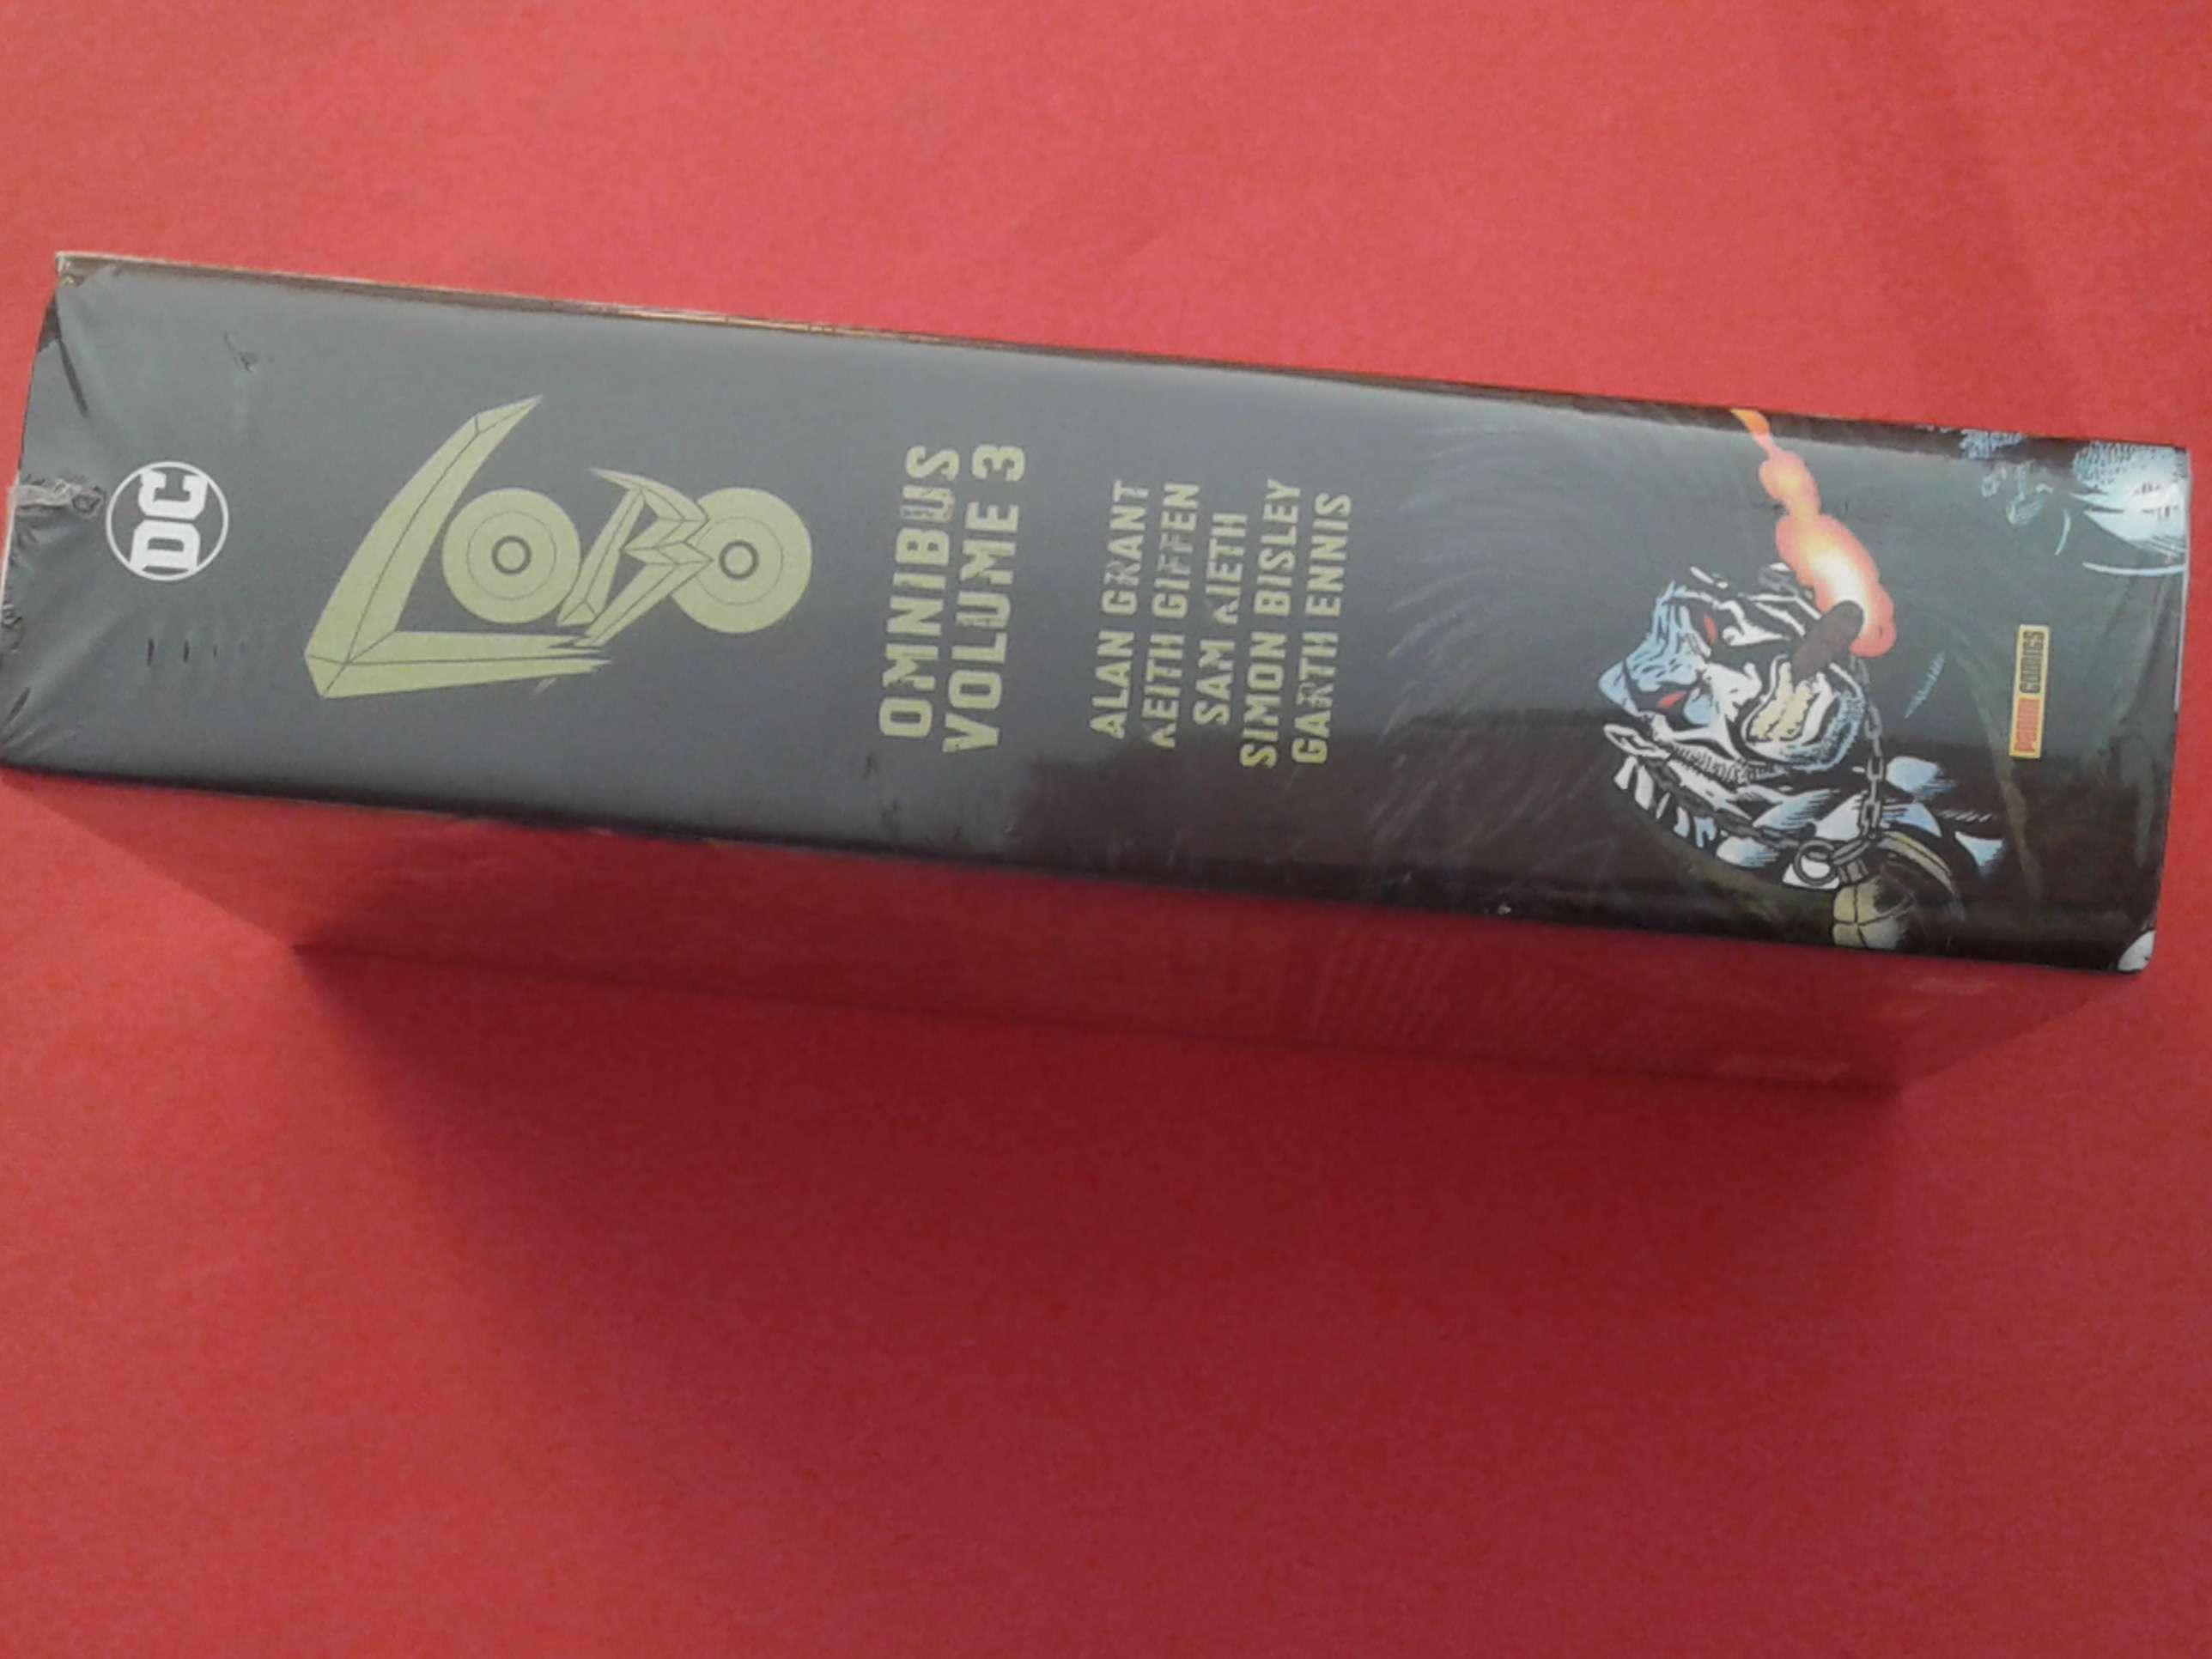 DC
LOBO
OMNIBUS
VOLUME 3
ALAN GRANT
KEITH GIFFEN
SAM KIETH
SIMON BISLEY
GARTH ENNIS
PANINI COMICS